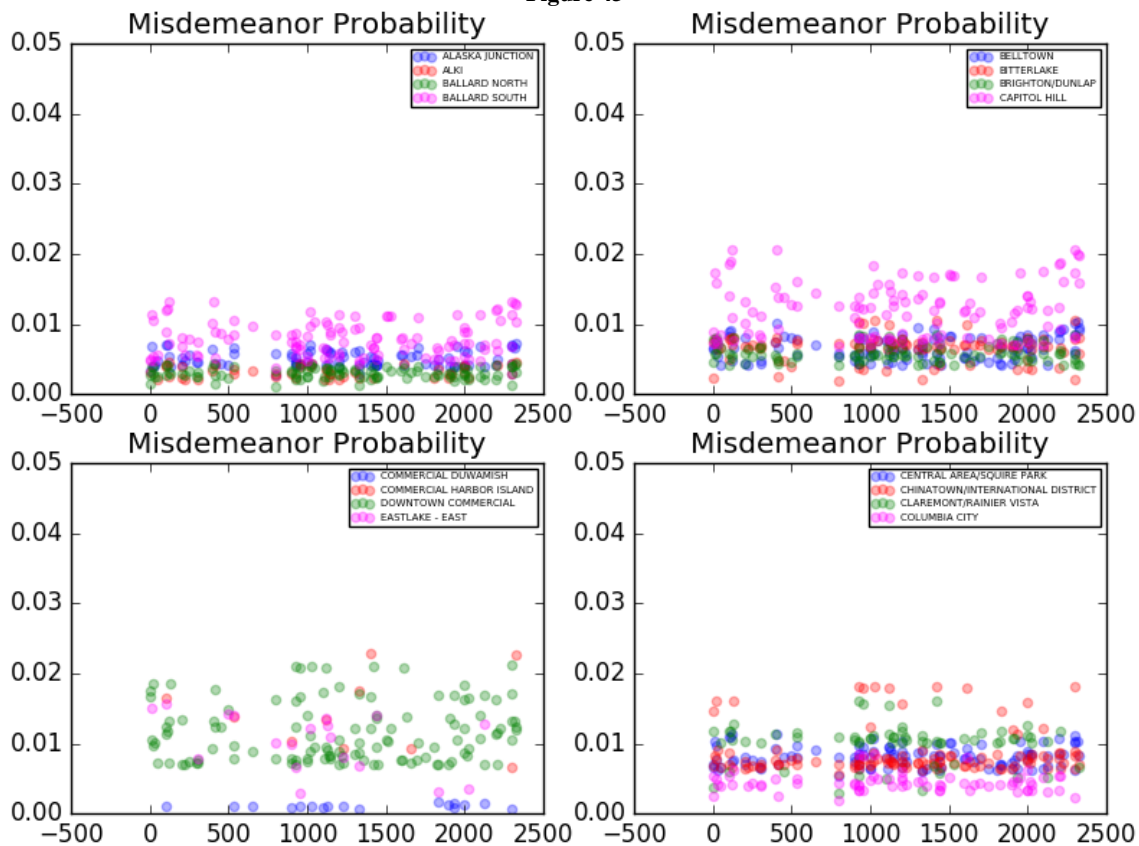 Misdemeanor Probability
0.05
0.04
0.03
0.02
0.01
0.00
−500 0 500 1000 1500 2000 2500
ALASKA JUNCTION
ALKI
BALLARD NORTH
BALLARD SOUTH
Misdemeanor Probability
0.05
0.04
0.03
0.02
0.01
0.00
−500 0 500 1000 1500 2000 2500
BELLTOWN
BITTERLAKE
BRIGHTON/DUNLAP
CAPITOL HILL
Misdemeanor Probability
0.05
0.04
0.03
0.02
0.01
0.00
−500 0 500 1000 1500 2000 2500
COMMERCIAL DUWAMISH
COMMERCIAL HARBOR ISLAND
DOWNTOWN COMMERCIAL
EASTLAKE - EAST
Misdemeanor Probability
0.05
0.04
0.03
0.02
0.01
0.00
−500 0 500 1000 1500 2000 2500
CENTRAL AREA/SQUIRE PARK
CHINATOWN/INTERNATIONAL DISTRICT
CLAREMONT/RAINIER VISTA
COLUMBIA CITY